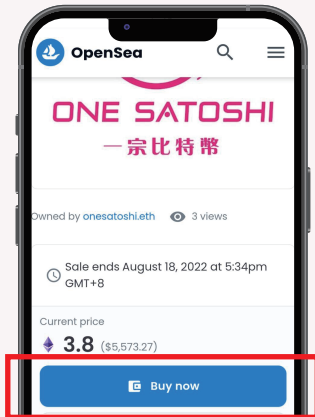 OpenSea
ONE SATOSHI
一宗比特幣
Owned by onesatoshi.eth 3 views
Sale ends August 18, 2022 at 5:34pm
GMT+8
Current price
3.8 ($5,573.27)
Buy now